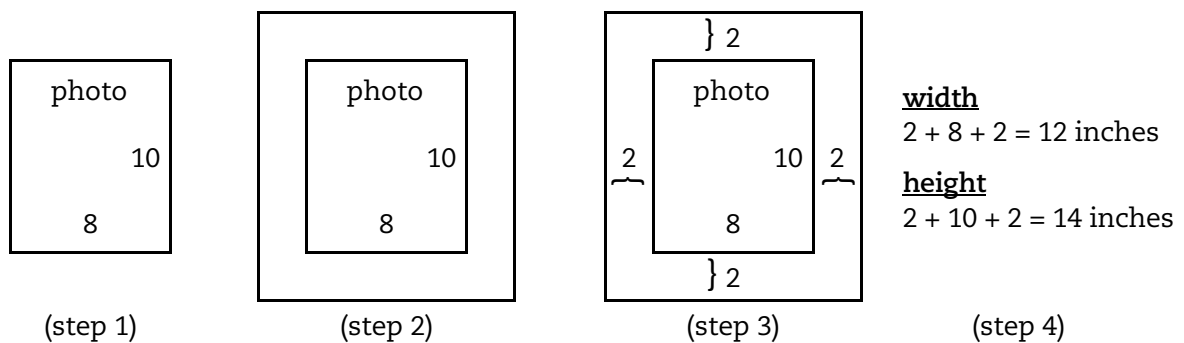 photo
10
8
(step 1)
photo
10
8
(step 2)
} 2
photo
2
10
2
8
} 2
(step 3)
width
2 + 8 + 2 = 12 inches
height
2 + 10 + 2 = 14 inches
(step 4)